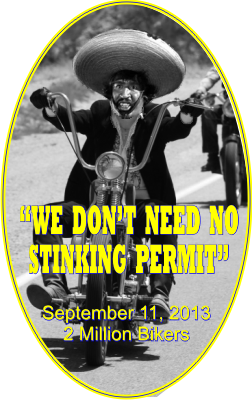 “WE DON’T NEED NO
STINKING PERMIT”
September 11, 2013
2 Million Bikers